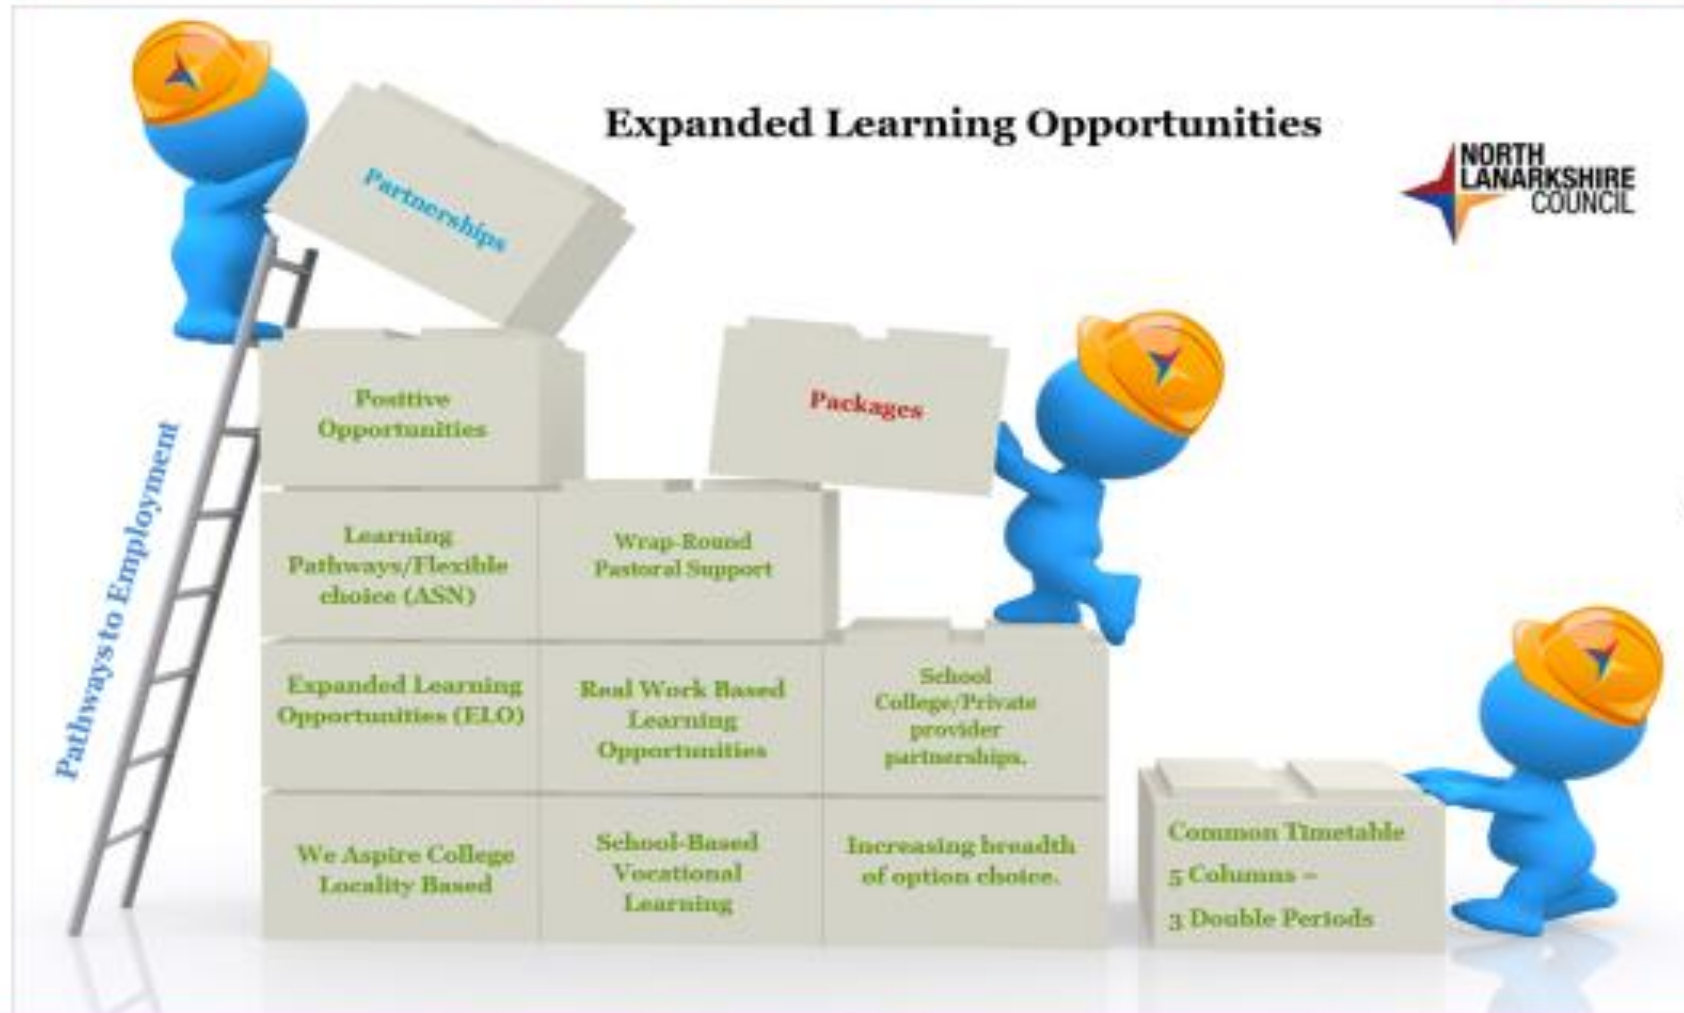 Expanded Learning Opportunities
NORTH
LANARKSHIRE
COUNCIL
Partnerships
Positive
Opportunities
Packages
Pathways to Employment
Learning
Pathways/Flexible
choice (ASN)
Wrap-Round
Pastoral Support
Expanded Learning
Opportunities (ELO)
Real Work Based
Learning
Opportunities
School
College/Private
provider
partnerships.
We Aspire College
Locality Based
School-Based
Vocational
Learning
Increasing breadth
of option choice.
Common Timetable
5 Columns –
3 Double Periods